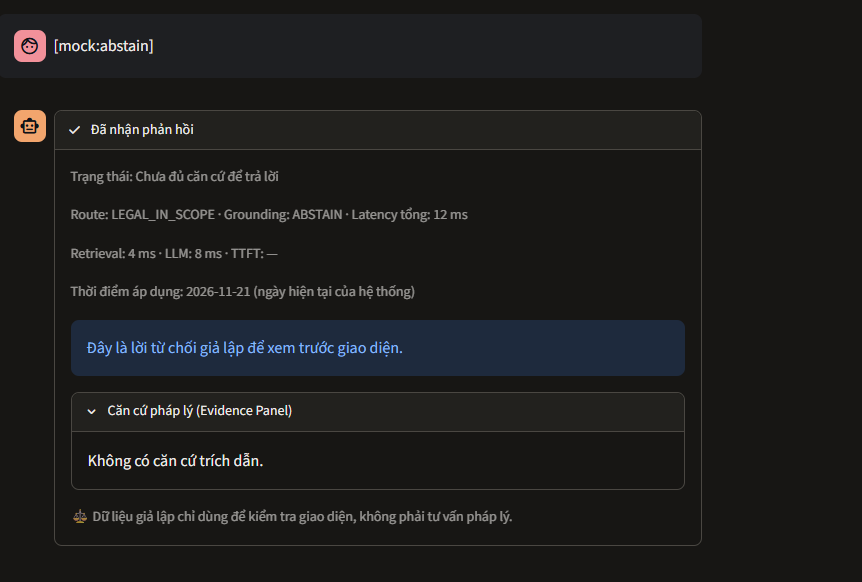 [mock:abstain]
Đã nhận phản hồi
Trạng thái: Chưa đủ căn cứ để trả lời
Route: LEGAL_IN_SCOPE · Grounding: ABSTAIN · Latency tổng: 12 ms
Retrieval: 4 ms · LLM: 8 ms · TTFT: —
Thời điểm áp dụng: 2026-11-21 (ngày hiện tại của hệ thống)
Đây là lời từ chối giả lập để xem trước giao diện.
Căn cứ pháp lý (Evidence Panel)
Không có căn cứ trích dẫn.
Dữ liệu giả lập chỉ dùng để kiểm tra giao diện, không phải tư vấn pháp lý.